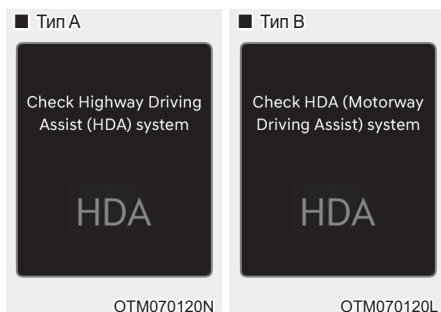 ■ Тип A
Check Highway Driving
Assist (HDA) system
HDA
OTM070120N
■ Тип B
Check HDA (Motorway
Driving Assist) system
HDA
OTM070120L